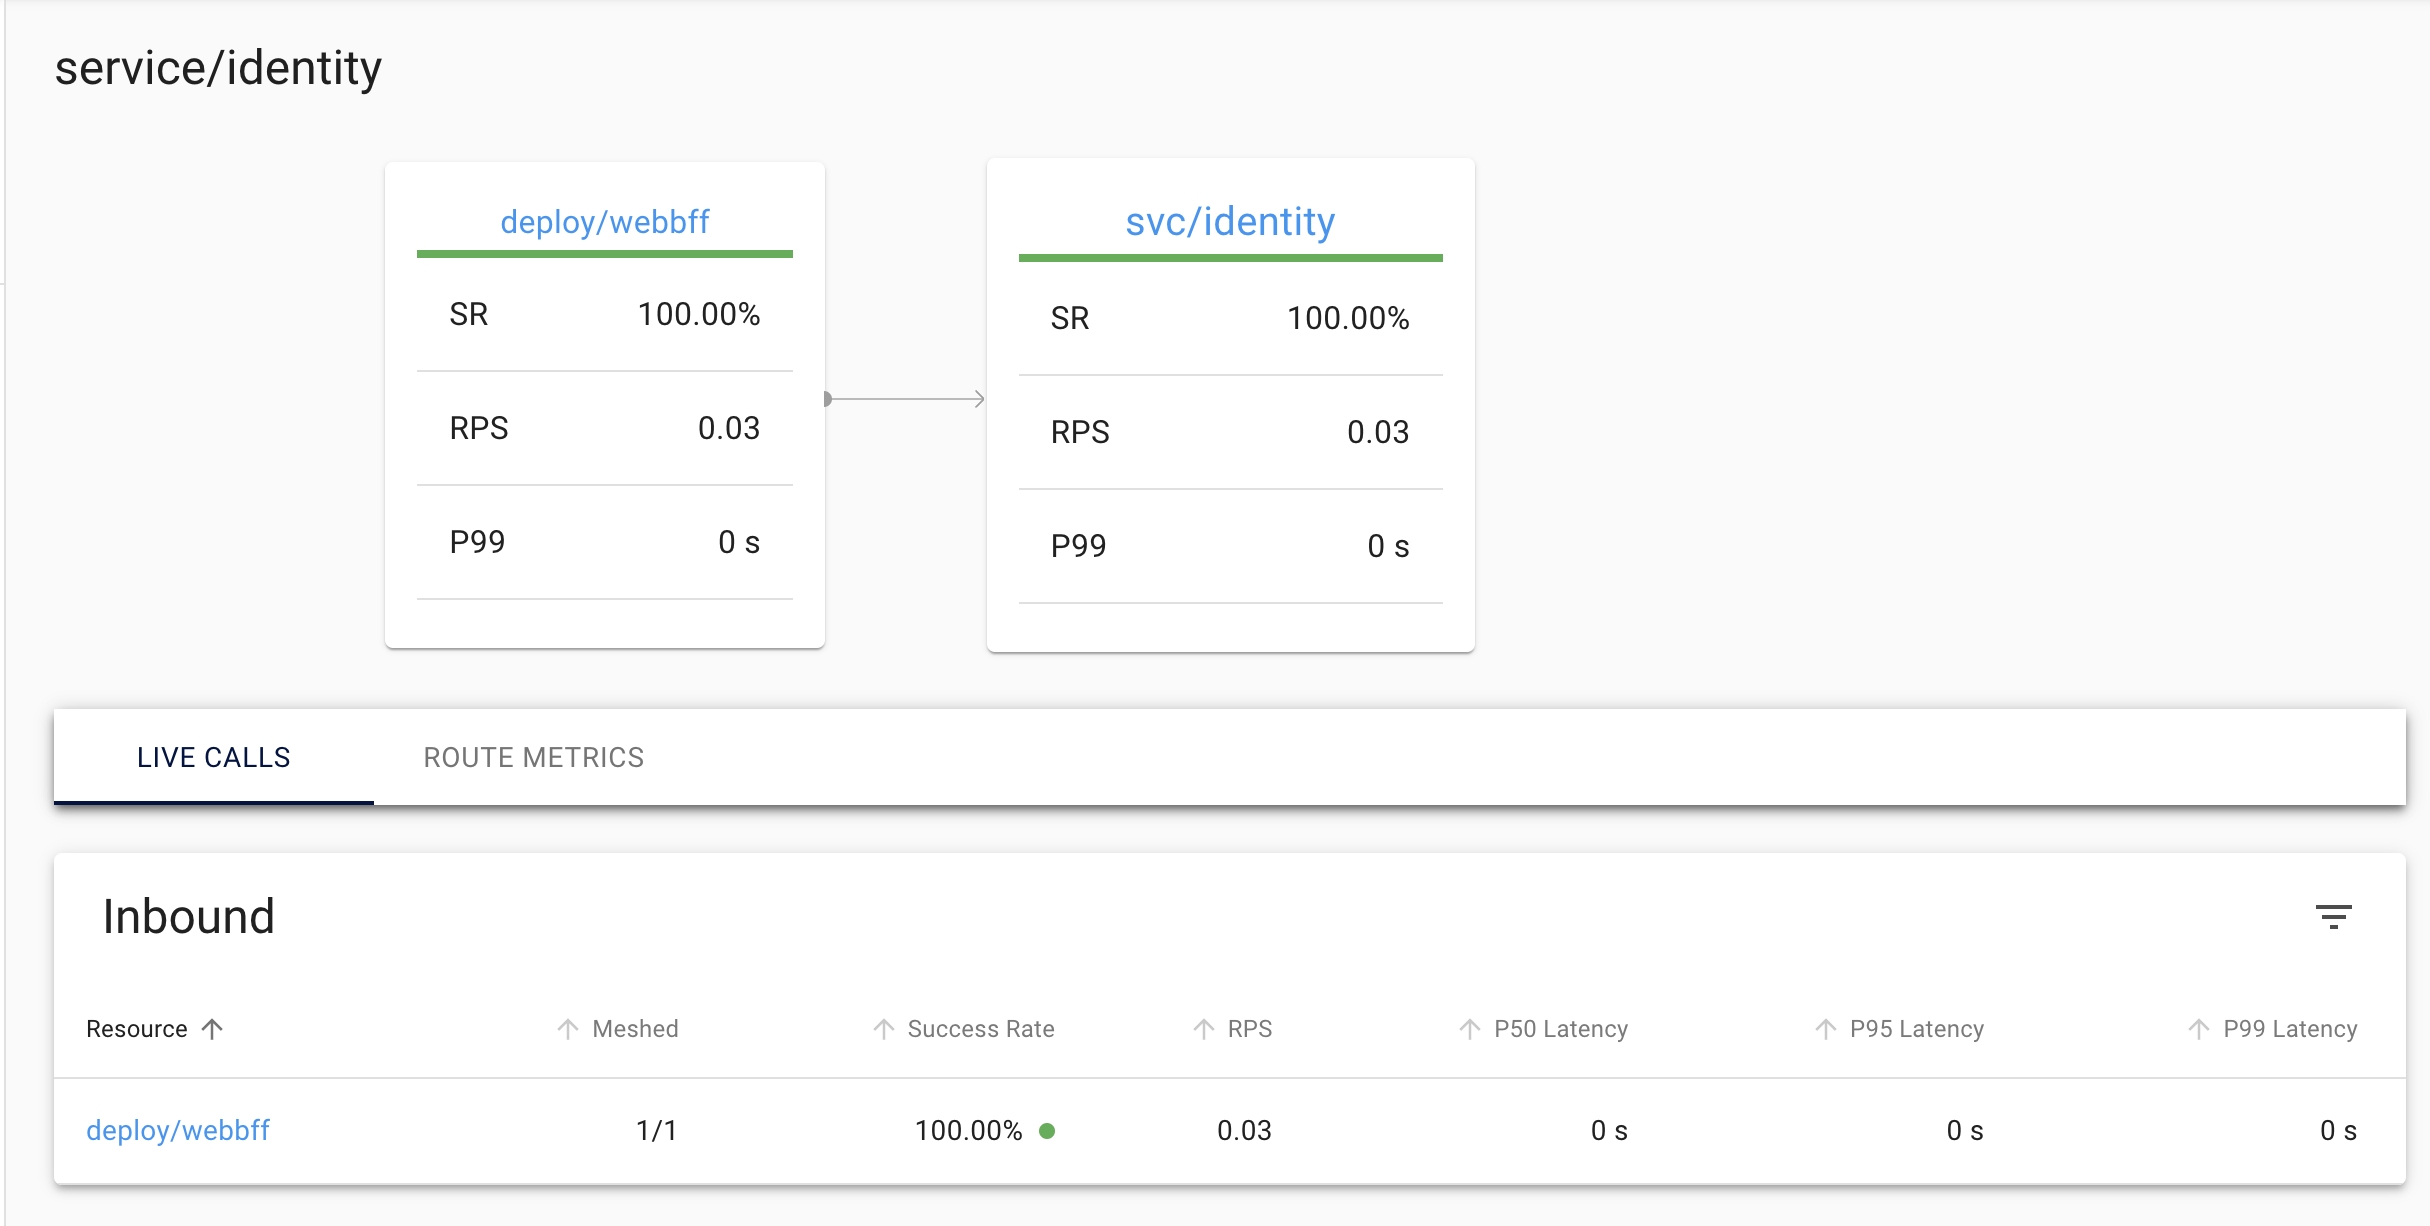 service/identity
deploy/webbff
SR 100.00%
RPS 0.03
P99 0 s
svc/identity
SR 100.00%
RPS 0.03
P99 0 s
LIVE CALLS ROUTE METRICS
Inbound
Resource Meshed Success Rate RPS P50 Latency P95 Latency P99 Latency
deploy/webbff 1/1 100.00% 0.03 0 s 0 s 0 s